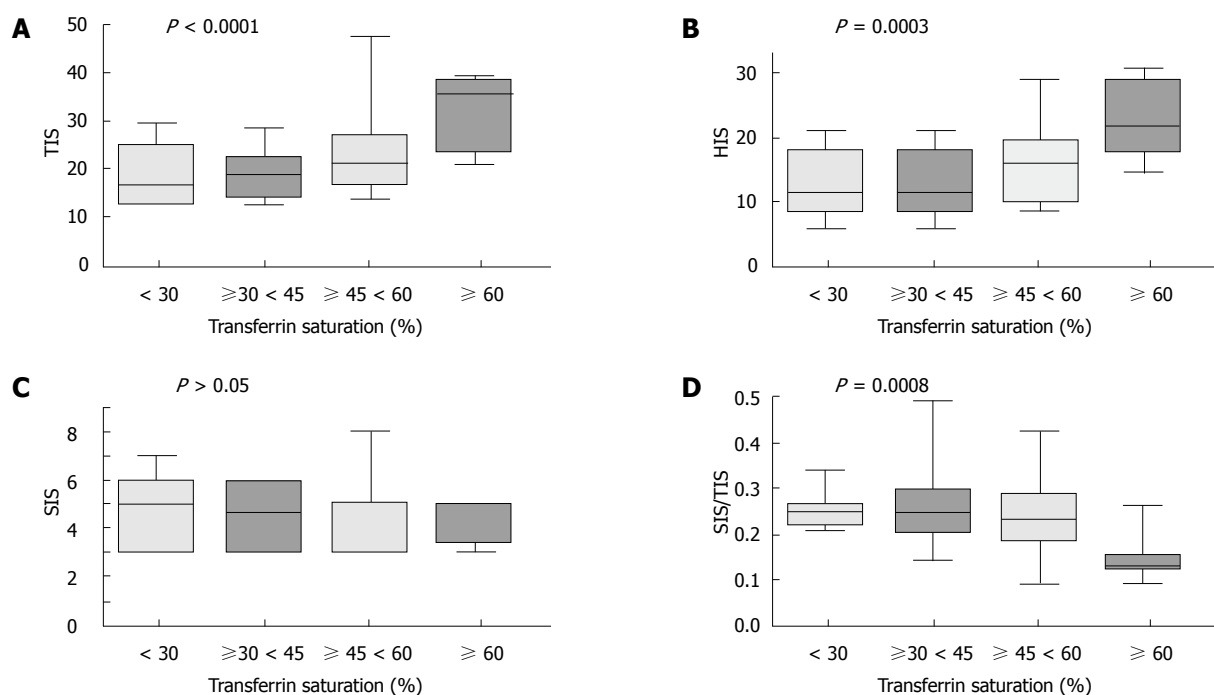 A
P < 0.0001
50
40
30
20
10
0
TIS
< 30 ⩾30 < 45 ⩾ 45 < 60 ⩾ 60
Transferrin saturation (%)
B
P = 0.0003
30
20
10
0
HIS
< 30 ⩾30 < 45 ⩾ 45 < 60 ⩾ 60
Transferrin saturation (%)
C
P > 0.05
8
6
4
2
0
SIS
< 30 ⩾30 < 45 ⩾ 45 < 60 ⩾ 60
Transferrin saturation (%)
D
P = 0.0008
0.5
0.4
0.3
0.2
0.1
0.0
SIS/TIS
< 30 ⩾30 < 45 ⩾ 45 < 60 ⩾ 60
Transferrin saturation (%)